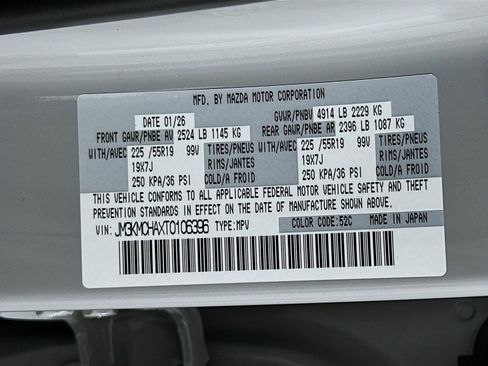 MFD. BY MAZDA MOTOR CORPORATION
DATE 01/26 GVWR/PNBV 4914 LB 2229 KG
FRONT GAWR/PNBE AV 2524 LB 1145 KG REAR GAWR/PNBE AR 2396 LB 1087 KG
WITH/AVEC 225 /55R19 99V TIRES/PNEUS WITH/AVEC 225 /55R19 99V TIRES/PNEUS
19X7J RIMS/JANTES 19X7J RIMS/JANTES
250 KPA/36 PSI COLD/A FROID 250 KPA/36 PSI COLD/A FROID
THIS VEHICLE CONFORMS TO ALL APPLICABLE FEDERAL MOTOR VEHICLE SAFETY AND THEFT
PREVENTION STANDARDS IN EFFECT ON THE DATE OF MANUFACTURE SHOWN ABOVE.
VIN: JM3KMCHAXT0106396 TYPE:MPV COLOR SHADING: 52C MADE IN JAPAN